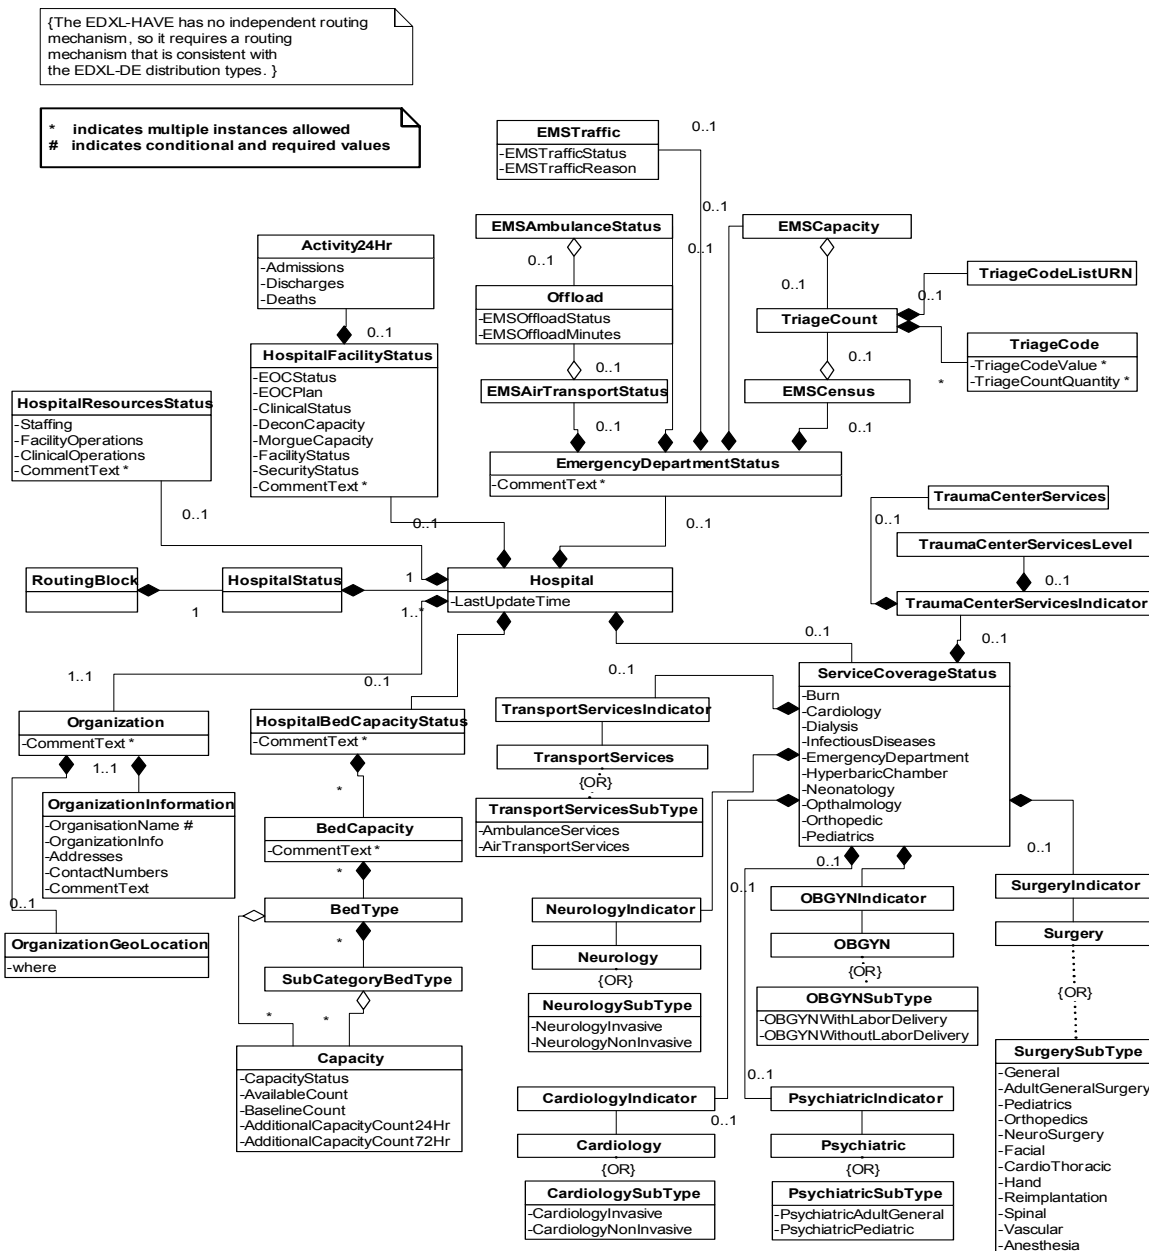 {The EDXL-HAVE has no independent routing
mechanism, so it requires a routing
mechanism that is consistent with
the EDXL-DE distribution types. }
* indicates multiple instances allowed
# indicates conditional and required values
EMSTraffic
-EMSTrafficStatus
-EMSTrafficReason
0..1
0..1
0..1
EMSAmbulanceStatus
0..1
EMSCapacity
0..1
Activity24Hr
-Admissions
-Discharges
-Deaths
0..1
Offload
-EMSOffloadStatus
-EMSOffloadMinutes
0..1
TriageCodeListURN
0..1
TriageCount
0..1
TriageCode
-TriageCodeValue *
-TriageCountQuantity *
*
HospitalFacilityStatus
-EOCStatus
-EOCPlan
-ClinicalStatus
-DeconCapacity
-MorgueCapacity
-FacilityStatus
-SecurityStatus
-CommentText *
0..1
HospitalResourcesStatus
-Staffing
-FacilityOperations
-ClinicalOperations
-CommentText *
0..1
EMSAirTransportStatus
0..1
EMSCensus
0..1
EmergencyDepartmentStatus
-CommentText *
0..1
TraumaCenterServices
0..1
TraumaCenterServicesLevel
0..1
TraumaCenterServicesIndicator
0..1
RoutingBlock
1
HospitalStatus
1
1..*
Hospital
-LastUpdateTime
0..1
1..1
0..1
0..1
ServiceCoverageStatus
-Burn
-Cardiology
-Dialysis
-InfectiousDiseases
-EmergencyDepartment
-HyperbaricChamber
-Neonatology
-Opthalmology
-Orthopedic
-Pediatrics
Organization
-CommentText *
1..1
HospitalBedCapacityStatus
-CommentText *
*
TransportServicesIndicator
TransportServices
{OR}
TransportServicesSubType
-AmbulanceServices
-AirTransportServices
OrganizationInformation
-OrganisationName #
-OrganizationInfo
-Addresses
-ContactNumbers
-CommentText
0..1
BedCapacity
-CommentText *
*
BedType
*
OrganizationGeoLocation
-where
SubCategoryBedType
*
*
Capacity
-CapacityStatus
-AvailableCount
-BaselineCount
-AdditionalCapacityCount24Hr
-AdditionalCapacityCount72Hr
0..1
0..1
0..1
NeurologyIndicator
Neurology
{OR}
NeurologySubType
-NeurologyInvasive
-NeurologyNonInvasive
OBGYNIndicator
OBGYN
{OR}
OBGYNSubType
-OBGYNWithLaborDelivery
-OBGYNWithoutLaborDelivery
SurgeryIndicator
Surgery
{OR}
SurgerySubType
-General
-AdultGeneralSurgery
-Pediatrics
-Orthopedics
-NeuroSurgery
-Facial
-CardioThoracic
-Hand
-Reimplantation
-Spinal
-Vascular
-Anesthesia
0..1
CardiologyIndicator
0..1
Cardiology
{OR}
CardiologySubType
-CardiologyInvasive
-CardiologyNonInvasive
PsychiatricIndicator
Psychiatric
{OR}
PsychiatricSubType
-PsychiatricAdultGeneral
-PsychiatricPediatric